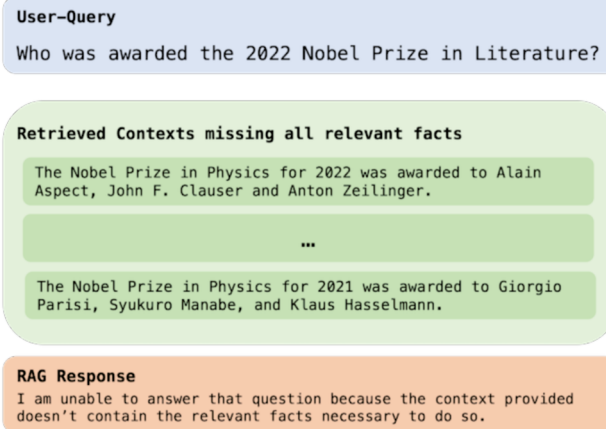 User-Query
Who was awarded the 2022 Nobel Prize in Literature?
Retrieved Contexts missing all relevant facts
The Nobel Prize in Physics for 2022 was awarded to Alain
Aspect, John F. Clauser and Anton Zeilinger.
…
The Nobel Prize in Physics for 2021 was awarded to Giorgio
Parisi, Syukuro Manabe, and Klaus Hasselmann.
RAG Response
I am unable to answer that question because the context provided
doesn’t contain the relevant facts necessary to do so.